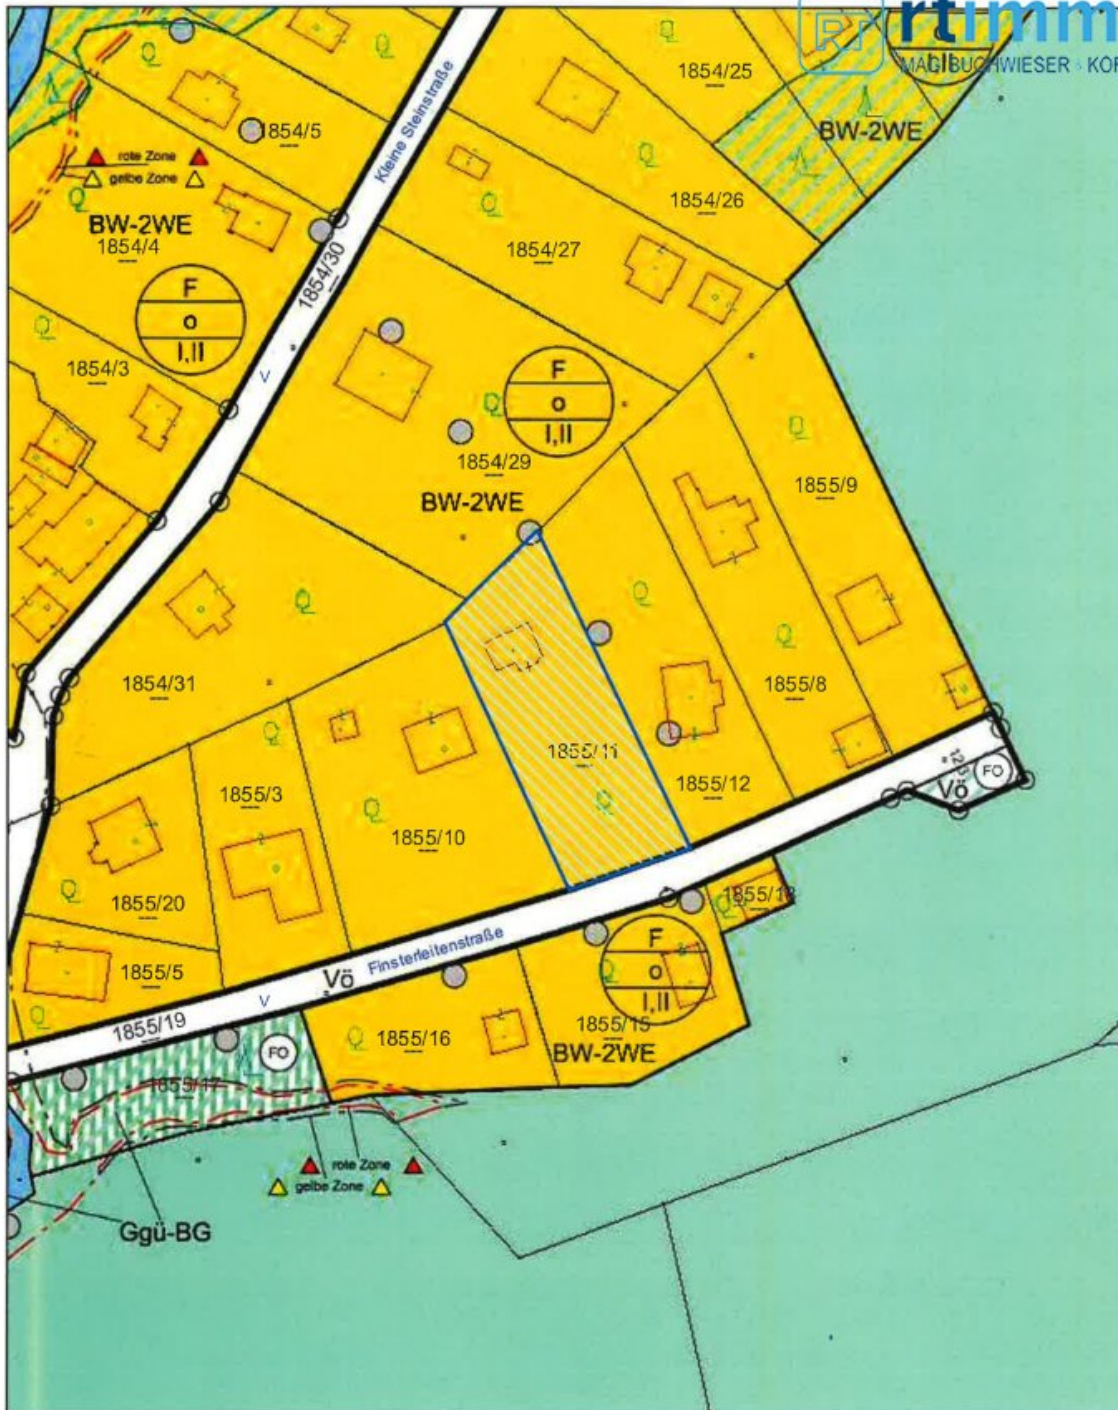 rtimm
RT
MAG. BUCHWIESER
1854/25
BW-2WE
1854/5
Kleine Steinstraße
rote Zone
gelbe Zone
BW-2WE
1854/4
1854/26
1854/27
1854/30
F
o
I,II
1854/3
V
F
o
I,II
1854/29
BW-2WE
1855/9
1854/31
1855/8
1855/11
1855/12
1855/3
1855/10
FO
Vö
1855/20
1855/5
F
o
I,II
Finsterleitenstraße
Vö
V
1855/19
1855/16
1855/15
BW-2WE
FO
1855/17
rote Zone
gelbe Zone
Ggü-BG